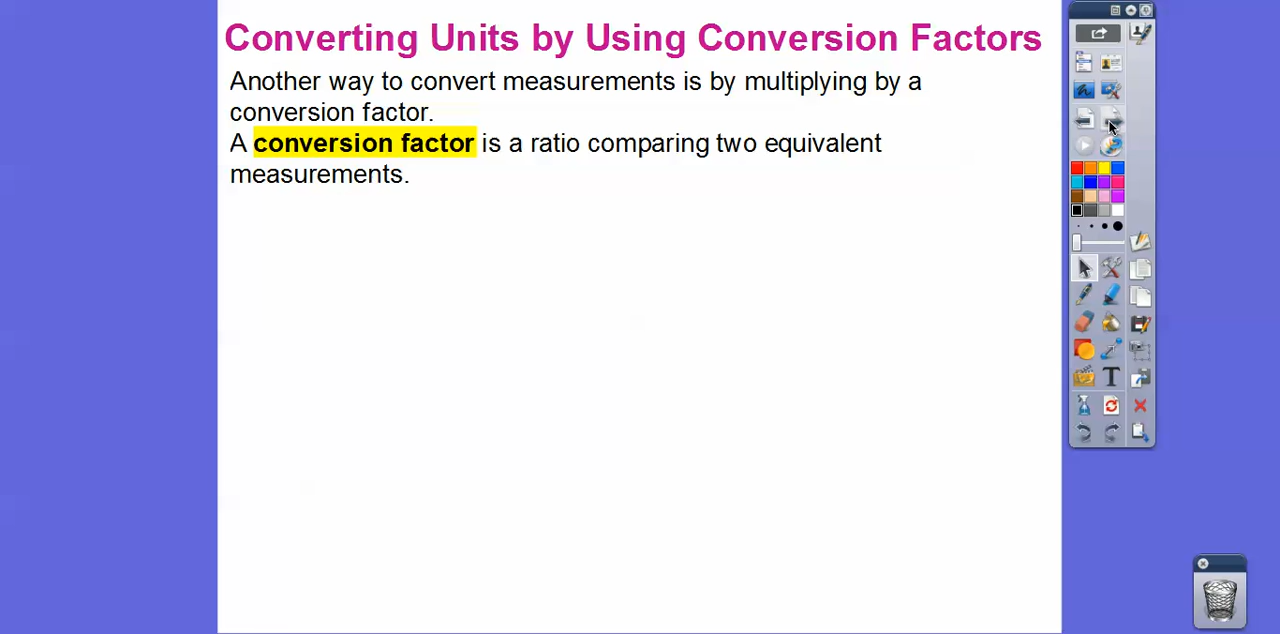 Converting Units by Using Conversion Factors
Another way to convert measurements is by multiplying by a
conversion factor.
A conversion factor is a ratio comparing two equivalent
measurements.